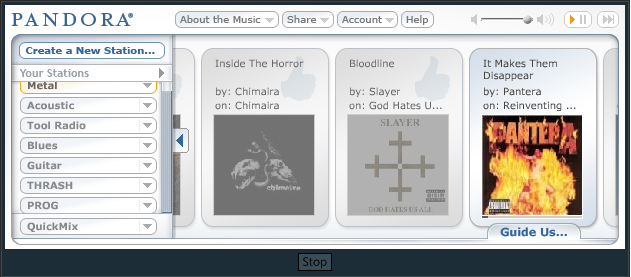 PANDORA®
About the Music
Share
Account
Help
Create a New Station...
Your Stations
Metal
Acoustic
Tool Radio
Blues
Guitar
THRASH
PROG
QuickMix
Inside The Horror
by: Chimaira
on: Chimaira
chimaira
Bloodline
by: Slayer
on: God Hates U...
SLAYER
GOD HATES US ALL
It Makes Them
Disappear
by: Pantera
on: Reinventing ...
PANTERA
Guide Us...
Stop